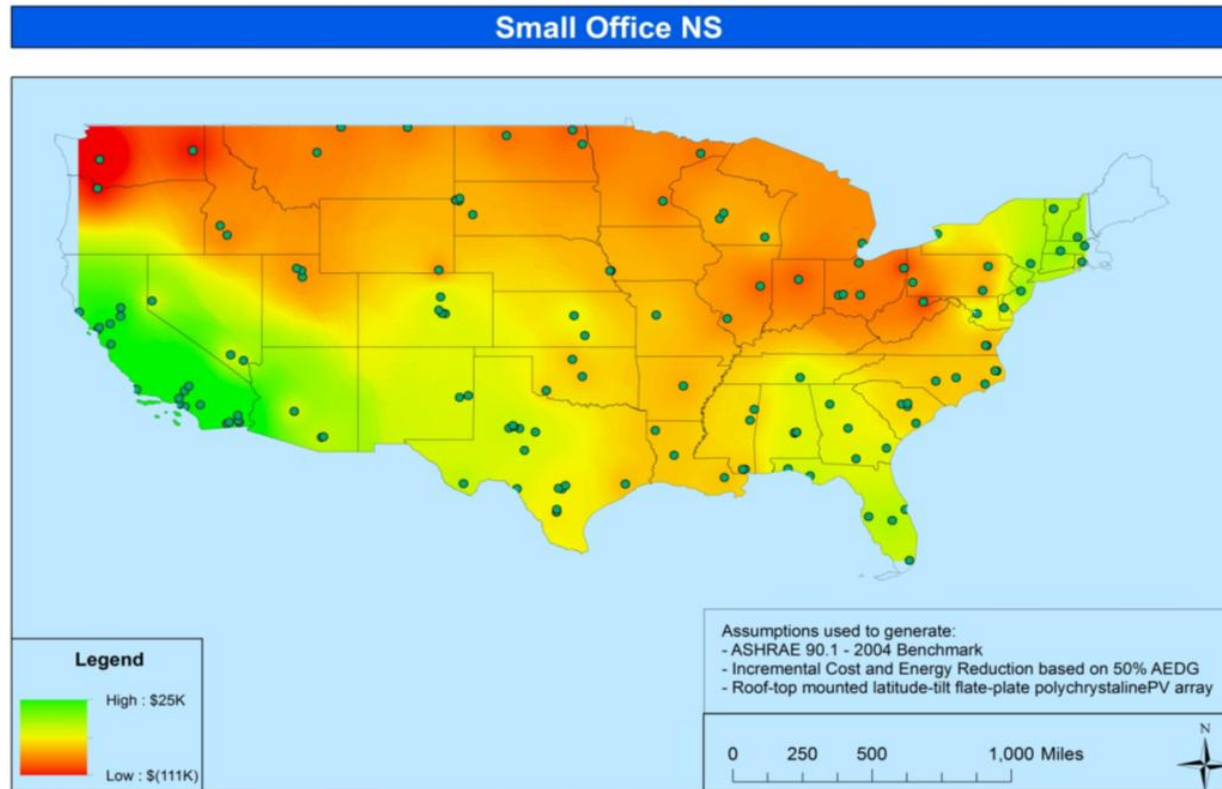 Small Office NS
Assumptions used to generate:
- ASHRAE 90.1 - 2004 Benchmark
- Incremental Cost and Energy Reduction based on 50% AEDG
- Roof-top mounted latitude-tilt flate-plate polychrystalinePV array
Legend
High : $25K
Low : $(111K)
0 250 500 1,000 Miles
N